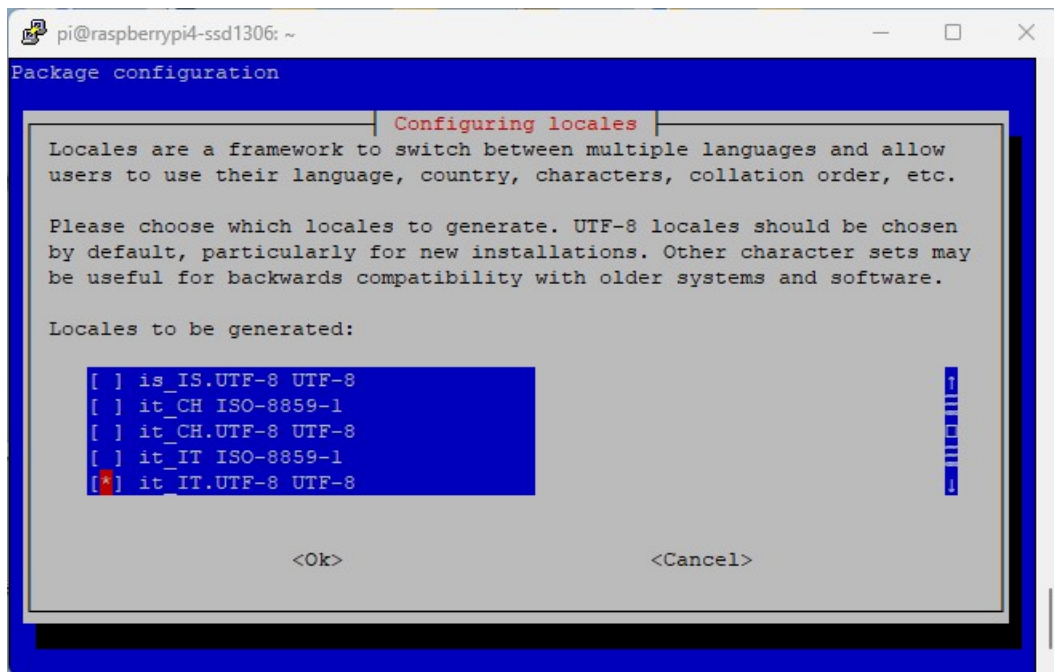 pi@raspberrypi4-ssd1306: ~
Package configuration
Configuring locales
Locales are a framework to switch between multiple languages and allow
users to use their language, country, characters, collation order, etc.
Please choose which locales to generate. UTF-8 locales should be chosen
by default, particularly for new installations. Other character sets may
be useful for backwards compatibility with older systems and software.
Locales to be generated:
[ ] is_IS.UTF-8 UTF-8
[ ] it_CH ISO-8859-1
[ ] it_CH.UTF-8 UTF-8
[ ] it_IT ISO-8859-1
[*] it_IT.UTF-8 UTF-8
<Ok> <Cancel>